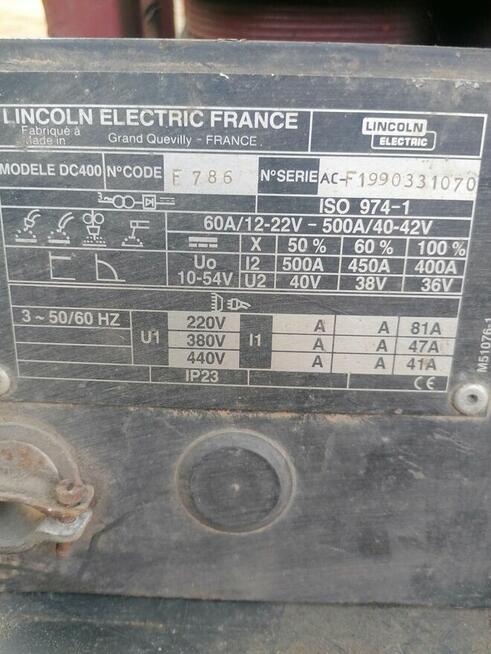 LINCOLN ELECTRIC FRANCE
Fabriqué à
Made in
Grand Quevilly - FRANCE
LINCOLN
ELECTRIC
MODELE DC400 N°CODE F 786 N°SERIE AC-F1990331070
ISO 974-1
60A/12-22V - 500A/40-42V
X 50 % 60 % 100 %
Uo I2 500A 450A 400A
10-54V U2 40V 38V 36V
3 ~ 50/60 HZ U1 220V I1 A A 81A
380V A A 47A
440V A A 41A
IP23 CE
M51076-1